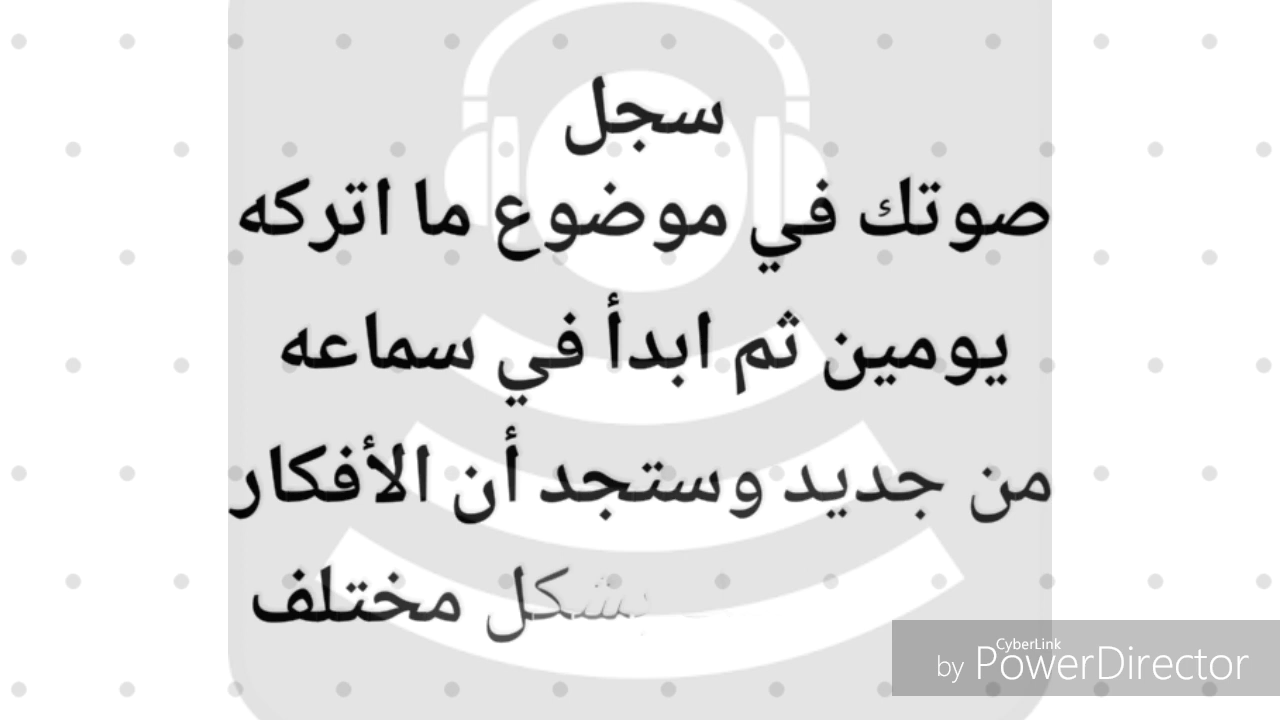 سجل
صوتك في موضوع ما اتركه
يومين ثم ابدأ في سماعه
من جديد وستجد أن الأفكار
بشكل مختلف
CyberLink
by PowerDirector